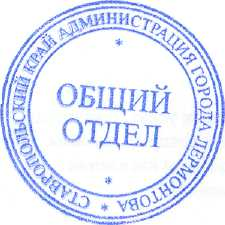 СТАВРОПОЛЬСКИЙ КРАЙ АДМИНИСТРАЦИЯ ГОРОДА ЛЕРМОНТОВА
ОБЩИЙ
ОТДЕЛ